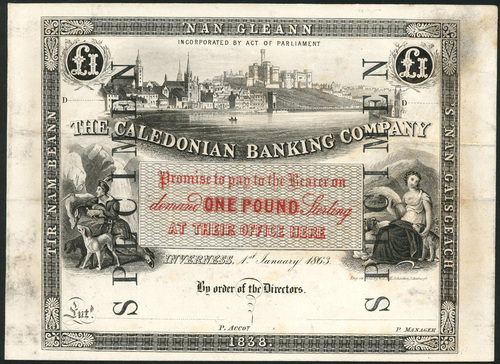 'NAN GLEANN
INCORPORATED BY ACT OF PARLIAMENT
£1
£1
D
D
TIR NAM BEANN
S'NAN GAISGEACH
SPECIMEN
SPECIMEN
THE CALEDONIAN BANKING COMPANY
Promise to pay to the Bearer on
demand ONE POUND Sterling
AT THEIR OFFICE HERE
INVERNESS, 1st January 1863.
By order of the Directors.
Entd.
P. ACCOT.
P. MANAGER
1838.